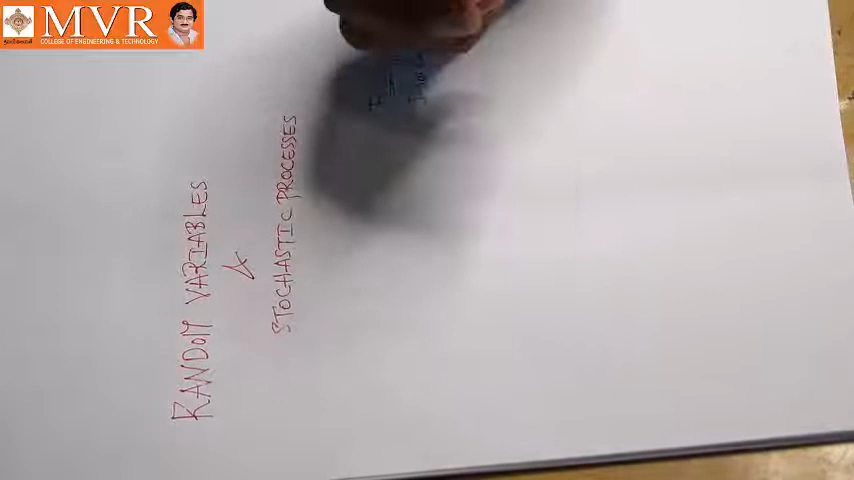 MVR
COLLEGE OF ENGINEERING & TECHNOLOGY
RANDOM VARIABLES
&
STOCHASTIC PROCESSES